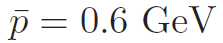 p̄ = 0.6 GeV